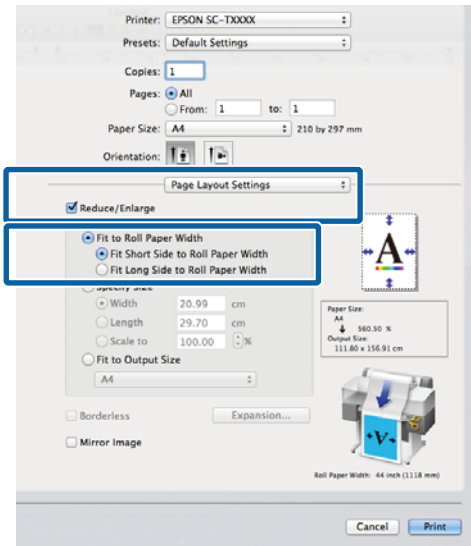 Printer: EPSON SC-TXXXX
Presets: Default Settings
Copies: 1
Pages: All
From: 1 to: 1
Paper Size: A4 210 by 297 mm
Orientation:
Page Layout Settings
Reduce/Enlarge
Fit to Roll Paper Width
Fit Short Side to Roll Paper Width
Fit Long Side to Roll Paper Width
Specify Size
Width 20.99 cm
Length 29.70 cm
Scale to 100.00 %
Fit to Output Size
A4
Borderless Expansion...
Mirror Image
A
Paper Size:
A4
560.50 %
Output Size:
111.80 x 156.91 cm
V
Roll Paper Width: 44 inch (1118 mm)
Cancel Print